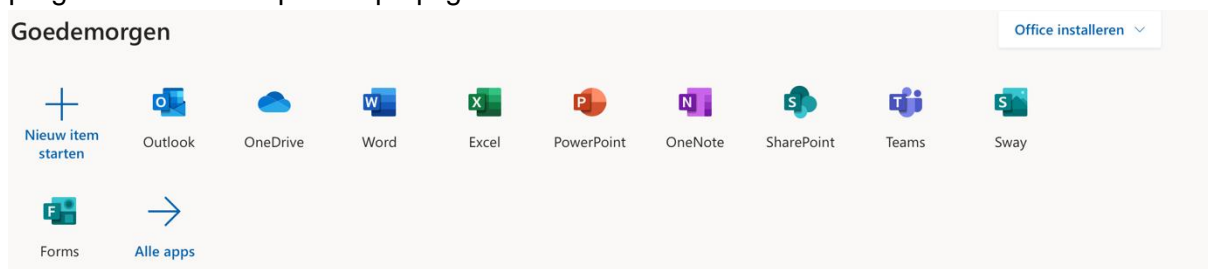 Goedemorgen
Office installeren
Nieuw item
starten
Outlook
OneDrive
Word
Excel
PowerPoint
OneNote
SharePoint
Teams
Sway
Forms
Alle apps